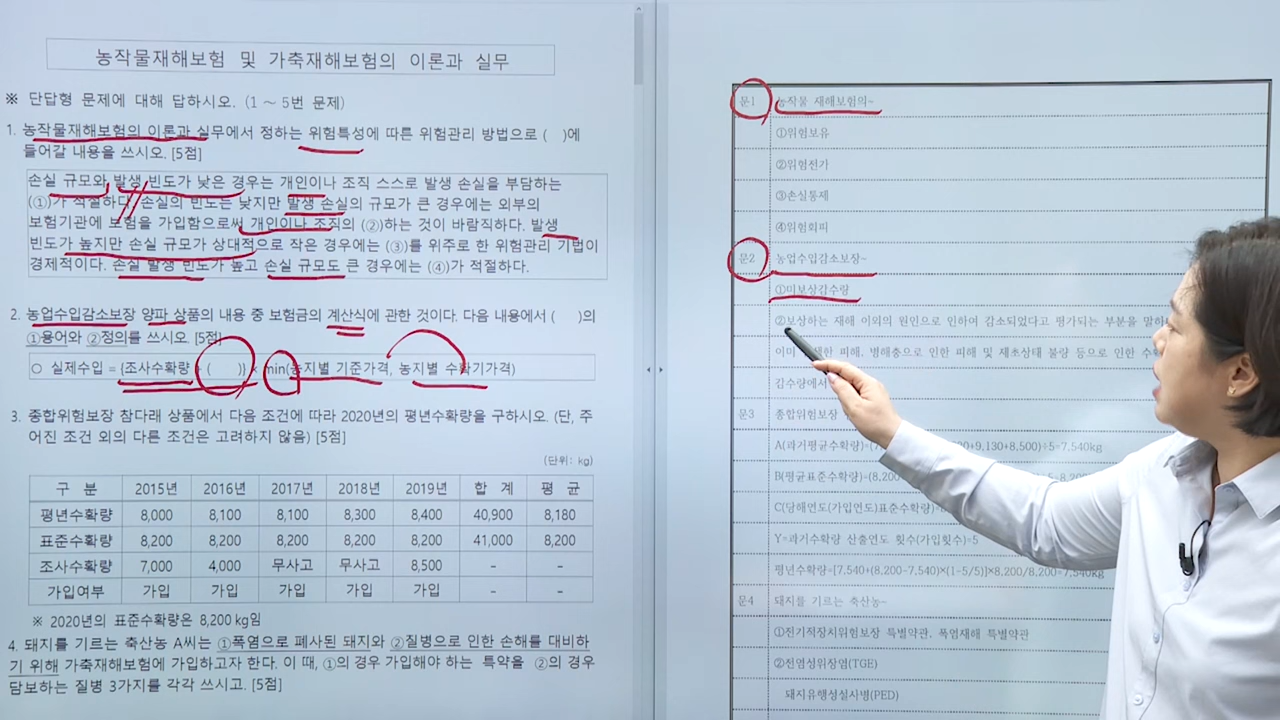 농작물재해보험 및 가축재해보험의 이론과 실무
※ 단답형 문제에 대해 답하시오. (1 ～ 5번 문제)
1. 농작물재해보험의 이론과 실무에서 정하는 위험특성에 따른 위험관리 방법으로 ( )에
들어갈 내용을 쓰시오. [5점]
손실 규모와 발생 빈도가 낮은 경우는 개인이나 조직 스스로 발생 손실을 부담하는
(①)가 적절하다. 손실의 빈도는 낮지만 발생 손실의 규모가 큰 경우에는 외부의
보험기관에 보험을 가입함으로써 개인이나 조직의 (②)하는 것이 바람직하다. 발생
빈도가 높지만 손실 규모가 상대적으로 작은 경우에는 (③)를 위주로 한 위험관리 기법이
경제적이다. 손실 발생 빈도가 높고 손실 규모도 큰 경우에는 (④)가 적절하다.
2. 농업수입감소보장 양파 상품의 내용 중 보험금의 계산식에 관한 것이다. 다음 내용에서 ( )의
①용어와 ②정의를 쓰시오. [5점]
○ 실제수입 = {조사수확량 + ( )} × min(농지별 기준가격, 농지별 수확기가격)
3. 종합위험보장 참다래 상품에서 다음 조건에 따라 2020년의 평년수확량을 구하시오. (단, 주
어진 조건 외의 다른 조건은 고려하지 않음) [5점]
(단위: kg)
구 분 2015년 2016년 2017년 2018년 2019년 합 계 평 균
평년수확량 8,000 8,100 8,100 8,300 8,400 40,900 8,180
표준수확량 8,200 8,200 8,200 8,200 8,200 41,000 8,200
조사수확량 7,000 4,000 무사고 무사고 8,500 - -
가입여부 가입 가입 가입 가입 가입 - -
※ 2020년의 표준수확량은 8,200 kg임
4. 돼지를 기르는 축산농 A씨는 ①폭염으로 폐사된 돼지와 ②질병으로 인한 손해를 대비하
기 위해 가축재해보험에 가입하고자 한다. 이 때, ①의 경우 가입해야 하는 특약을 ②의 경우
담보하는 질병 3가지를 각각 쓰시고. [5점]
문1 농작물 재해보험의~
①위험보유
②위험전가
③손실통제
④위험회피
문2 농업수입감소보장~
①미보상감수량
②보상하는 재해 이외의 원인으로 인하여 감소되었다고 평가되는 부분을 말하
이미 피해, 병해충으로 인한 피해 및 제초상태 불량 등으로 인한
감수량에서
문3 종합위험보장
A(과거평균수확량)= +9,130+8,500)÷5=7,540kg
B(평균표준수확량)=(8,200
C(당해연도(가입연도)표준수확량)
Y=과거수확량 산출연도 횟수(가입횟수)=5
평년수확량=[7,540+(8,200-7,540)×(1-5/5)]×8,200/8,200=7,540kg
문4 돼지를 기르는 축산농~
①전기적장치위험보장 특별약관, 폭염재해 특별약관
②전염성위장염(TGE)
돼지유행성설사병(PED)